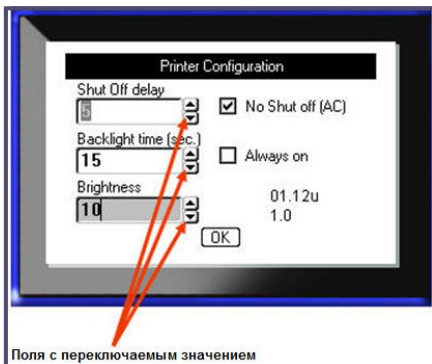 Printer Configuration
Shut Off delay
5
No Shut off (AC)
Backlight time (sec.)
15
Always on
Brightness
10
01.12u
1.0
OK
Поля с переключаемым значением